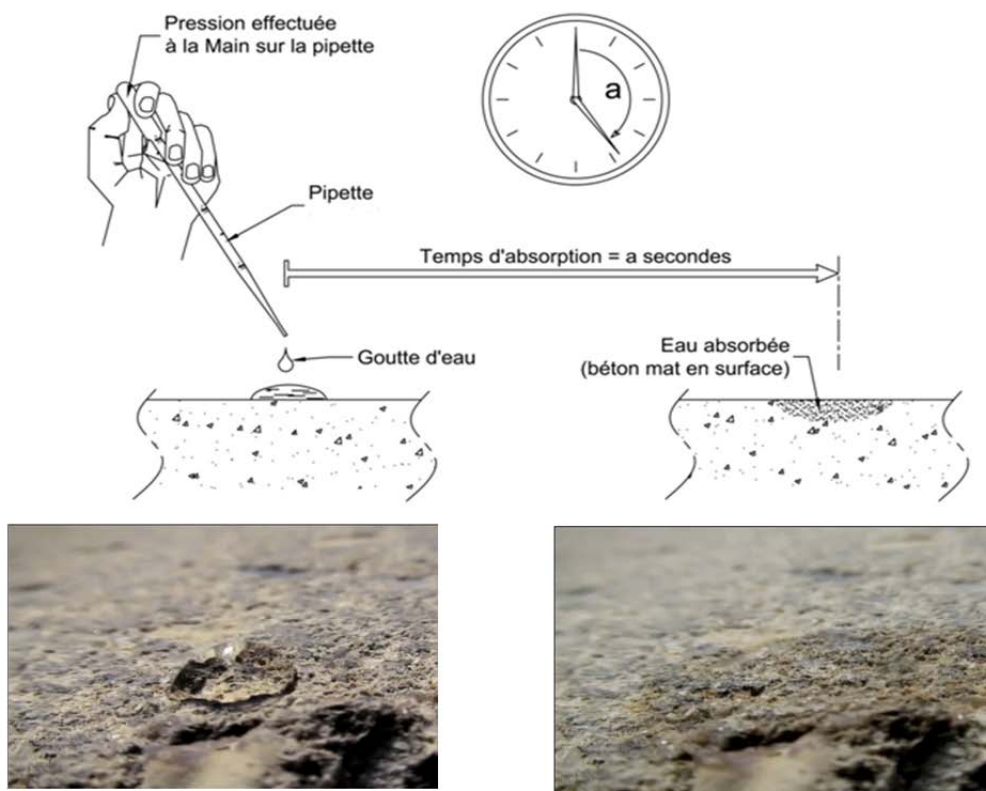 Pression effectuée
à la Main sur la pipette
a
Pipette
Temps d'absorption = a secondes
Goutte d'eau
Eau absorbée
(béton mat en surface)